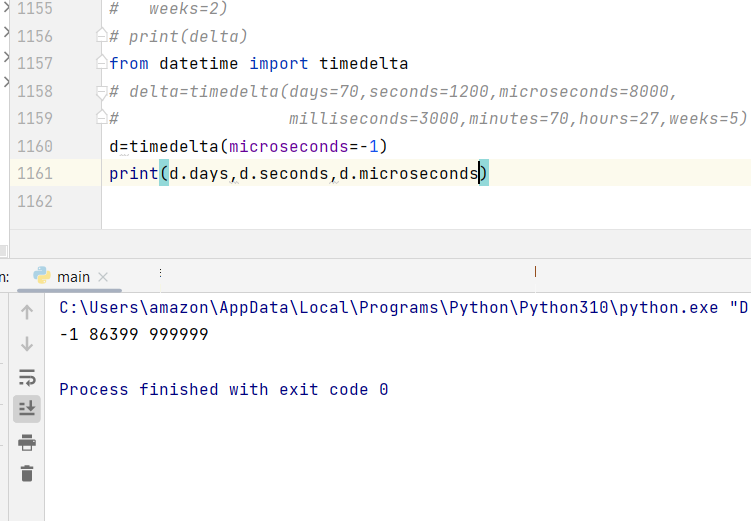 1155 #   weeks=2)
1156 # print(delta)
1157 from datetime import timedelta
1158 # delta=timedelta(days=70,seconds=1200,microseconds=8000,
1159 #                 milliseconds=3000,minutes=70,hours=27,weeks=5)
1160 d=timedelta(microseconds=-1)
1161 print(d.days,d.seconds,d.microseconds)
1162
n: main
C:\Users\amazon\AppData\Local\Programs\Python\Python310\python.exe "D
-1 86399 999999
Process finished with exit code 0